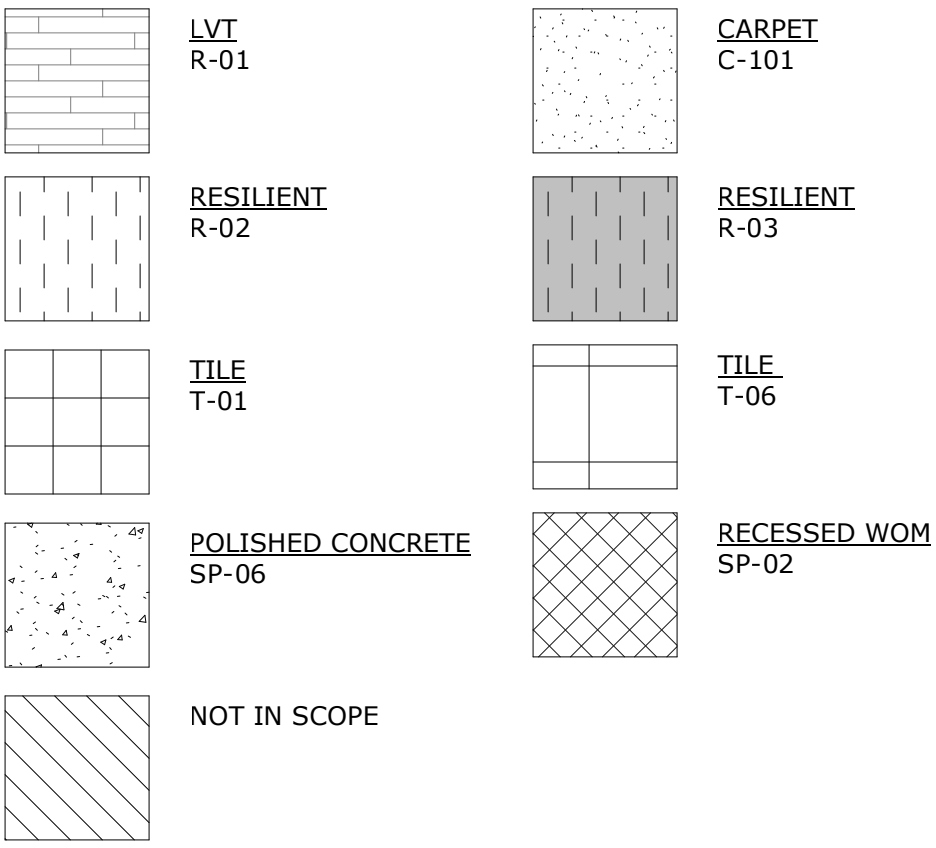 LVT
R-01
CARPET
C-101
RESILIENT
R-02
RESILIENT
R-03
TILE
T-01
TILE
T-06
POLISHED CONCRETE
SP-06
RECESSED WOM
SP-02
NOT IN SCOPE